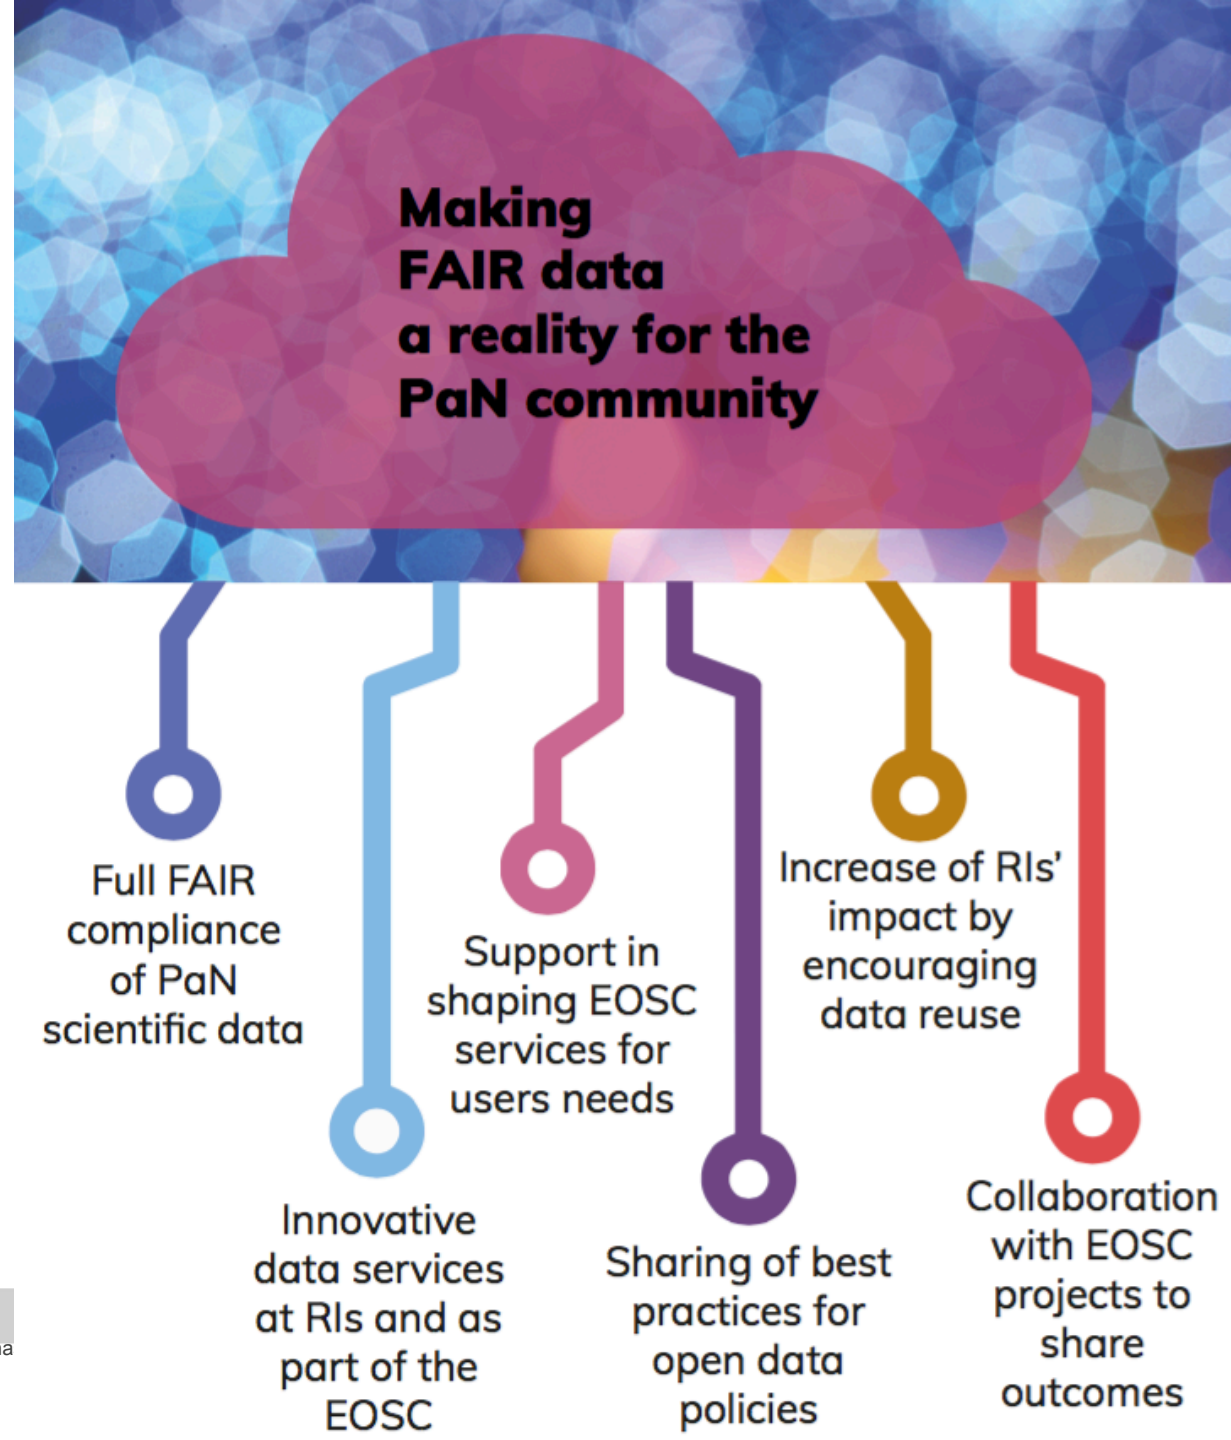 Making
FAIR data
a reality for the
PaN community
Full FAIR
compliance
of PaN
scientific data
Innovative
data services
at RIs and as
part of the
EOSC
Support in
shaping EOSC
services for
users needs
Sharing of best
practices for
open data
policies
Increase of RIs’
impact by
encouraging
data reuse
Collaboration
with EOSC
projects to
share
outcomes